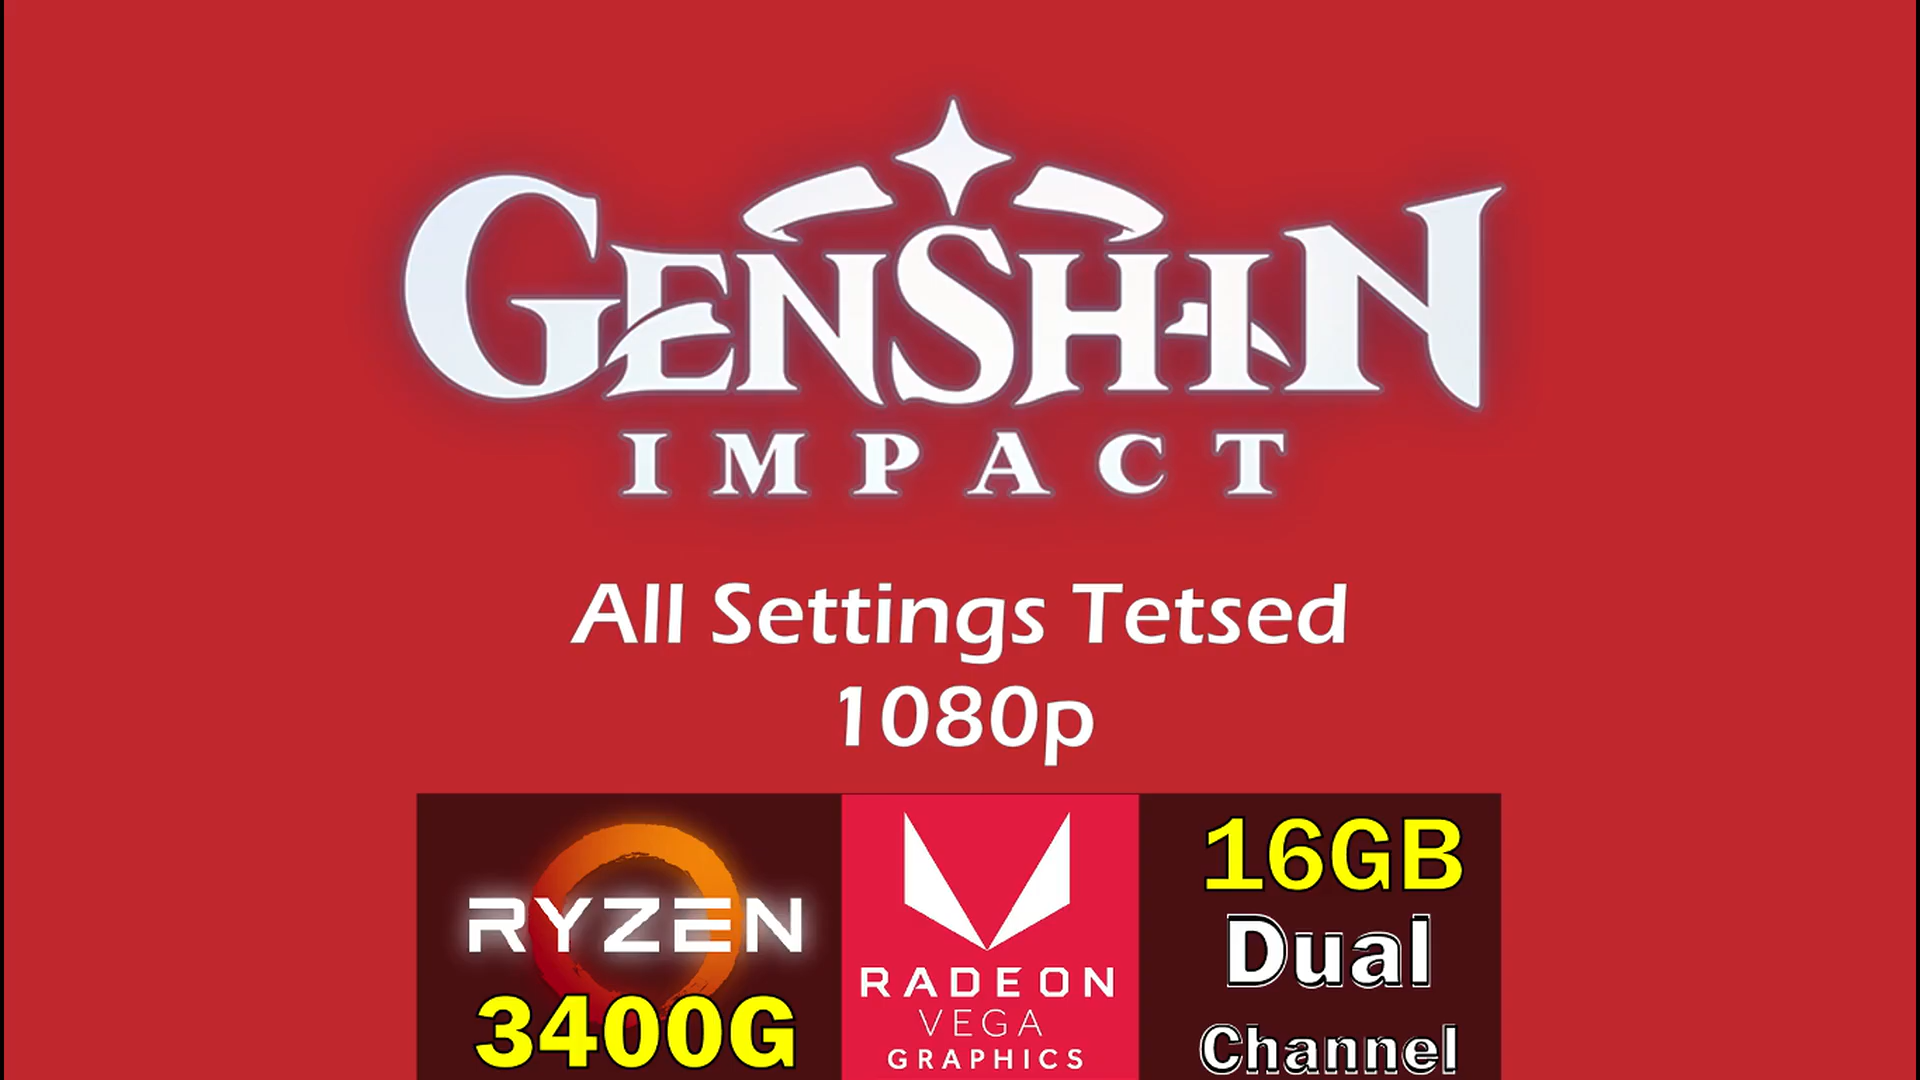 GENSHIN
IMPACT
All Settings Tetsed
1080p
RYZEN
3400G
RADEON
VEGA
GRAPHICS
16GB
Dual
Channel